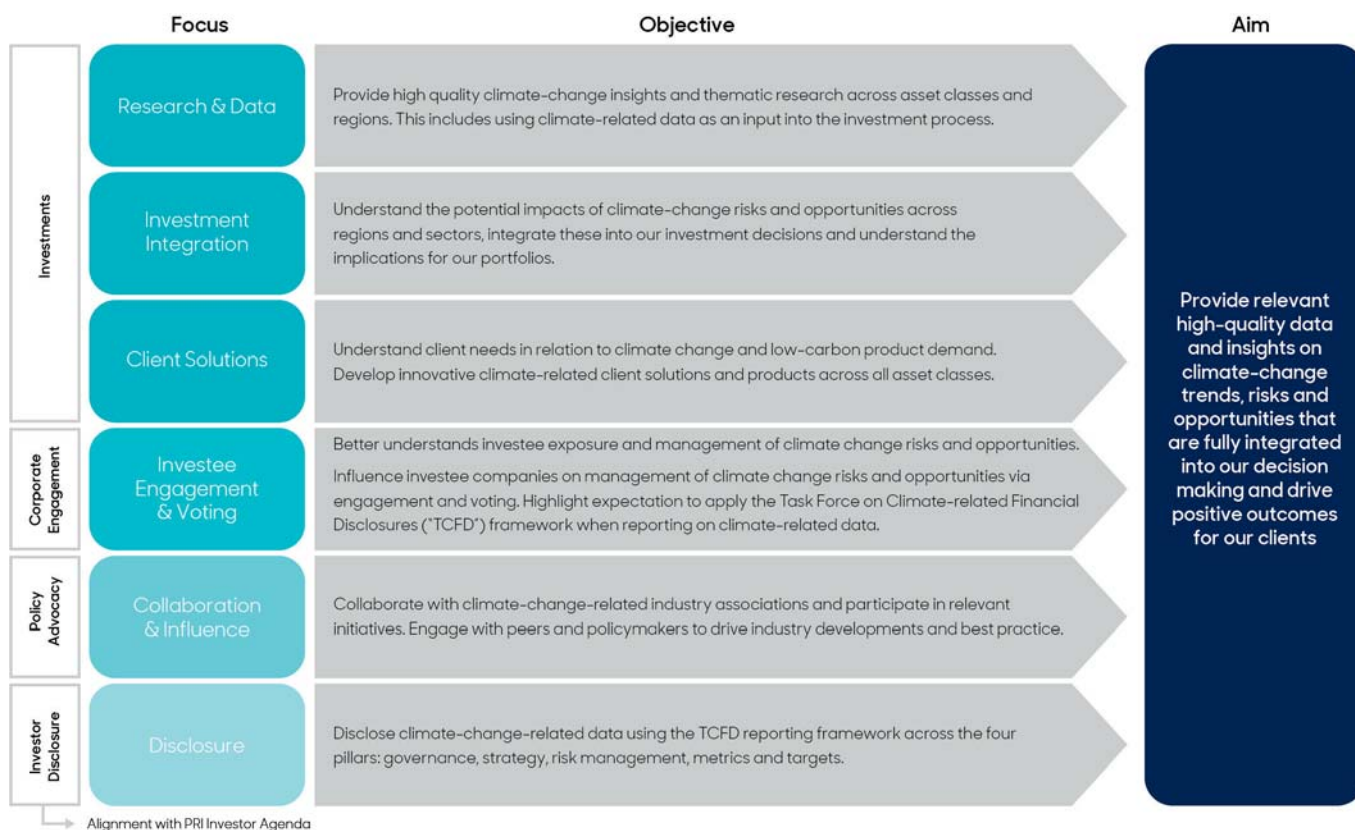 Focus
Objective
Aim
Investments
Research & Data
Provide high quality climate-change insights and thematic research across asset classes and
regions. This includes using climate-related data as an input into the investment process.
Investment
Integration
Understand the potential impacts of climate-change risks and opportunities across
regions and sectors, integrate these into our investment decisions and understand the
implications for our portfolios.
Client Solutions
Understand client needs in relation to climate change and low-carbon product demand.
Develop innovative climate-related client solutions and products across all asset classes.
Corporate
Engagement
Investee
Engagement
& Voting
Better understands investee exposure and management of climate change risks and opportunities.
Influence investee companies on management of climate change risks and opportunities via
engagement and voting. Highlight expectation to apply the Task Force on Climate-related Financial
Disclosures ("TCFD") framework when reporting on climate-related data.
Policy
Advocacy
Collaboration
& Influence
Collaborate with climate-change-related industry associations and participate in relevant
initiatives. Engage with peers and policymakers to drive industry developments and best practice.
Investor
Disclosure
Disclosure
Disclose climate-change-related data using the TCFD reporting framework across the four
pillars: governance, strategy, risk management, metrics and targets.
Provide relevant
high-quality data
and insights on
climate-change
trends, risks and
opportunities that
are fully integrated
into our decision
making and drive
positive outcomes
for our clients
Alignment with PRI Investor Agenda